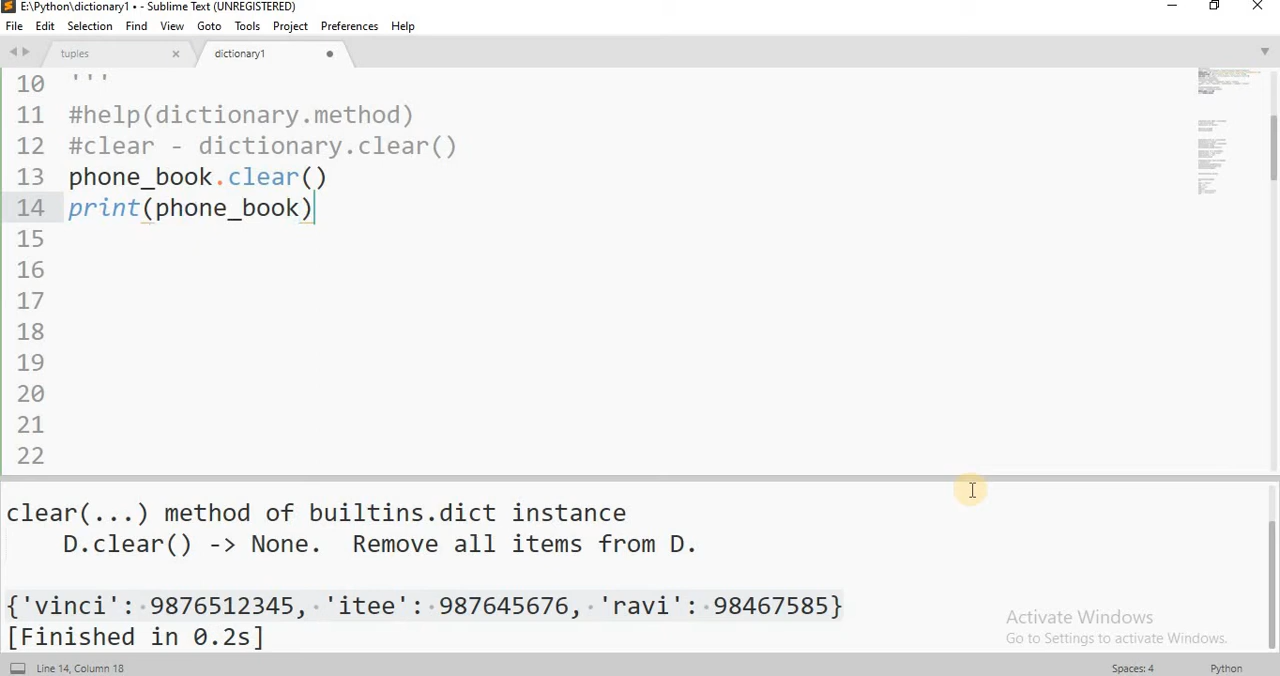 E:\Python\dictionary1 • - Sublime Text (UNREGISTERED)
File Edit Selection Find View Goto Tools Project Preferences Help
tuples dictionary1
10 '''
11 #help(dictionary.method)
12 #clear - dictionary.clear()
13 phone_book.clear()
14 print(phone_book)
15
16
17
18
19
20
21
22
clear(...) method of builtins.dict instance
D.clear() -> None.  Remove all items from D.
{'vinci': 9876512345, 'itee': 987645676, 'ravi': 98467585}
[Finished in 0.2s]
Activate Windows
Go to Settings to activate Windows.
Line 14, Column 18 Spaces: 4 Python